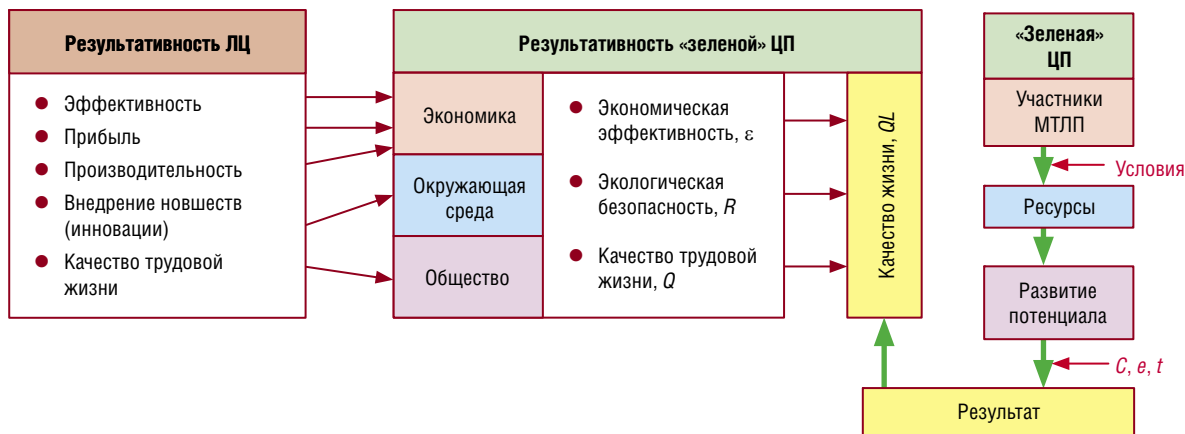 Результативность ЛЦ
Эффективность
Прибыль
Производительность
Внедрение новшеств
(инновации)
Качество трудовой
жизни
Результативность «зеленой» ЦП
Экономика
Окружающая
среда
Общество
Экономическая
эффективность, ε
Экологическая
безопасность, R
Качество трудовой
жизни, Q
Качество жизни, QL
«Зеленая»
ЦП
Участники
МТЛП
Условия
Ресурсы
Развитие
потенциала
C, e, t
Результат